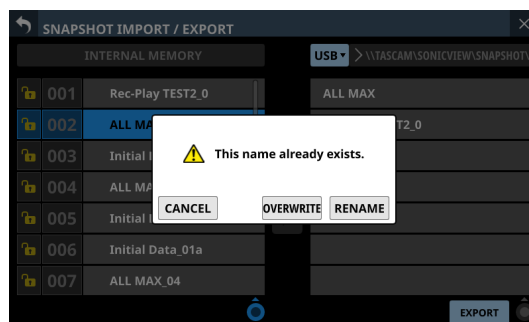 SNAPSHOT IMPORT / EXPORT
INTERNAL MEMORY
USB
\\TASCAM\SONICVIEW\SNAPSHOT\
001 Rec-Play TEST2_0
ALL MAX
002 ALL MA
T2_0
This name already exists.
003 Initial
004 ALL MA
CANCEL OVERWRITE RENAME
005 Initial
006 Initial Data_01a
007 ALL MAX_04
EXPORT